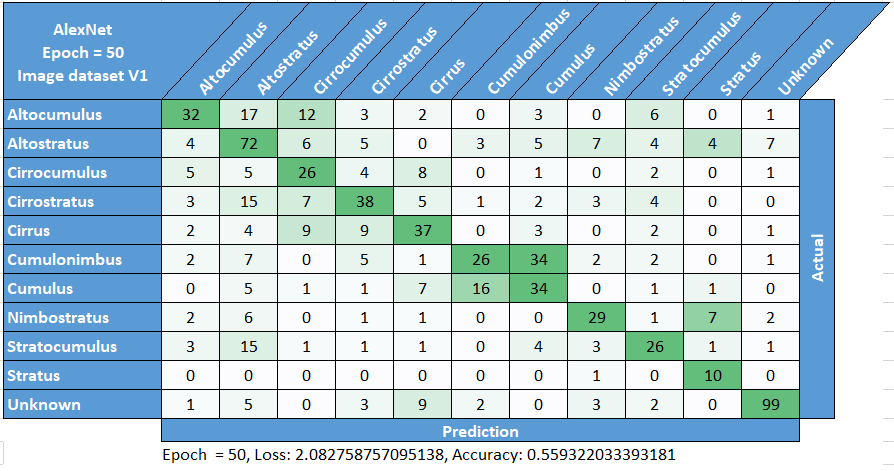 AlexNet
Epoch = 50
Image dataset V1
Altocumulus
Altostratus
Cirrocumulus
Cirrostratus
Cirrus
Cumulonimbus
Cumulus
Nimbostratus
Stratocumulus
Stratus
Unknown
Altocumulus 32 17 12 3 2 0 3 0 6 0 1
Altostratus 4 72 6 5 0 3 5 7 4 4 7
Cirrocumulus 5 5 26 4 8 0 1 0 2 0 1
Cirrostratus 3 15 7 38 5 1 2 3 4 0 0
Cirrus 2 4 9 9 37 0 3 0 2 0 1
Cumulonimbus 2 7 0 5 1 26 34 2 2 0 1
Cumulus 0 5 1 1 7 16 34 0 1 1 0
Nimbostratus 2 6 0 1 1 0 0 29 1 7 2
Stratocumulus 3 15 1 1 1 0 4 3 26 1 1
Stratus 0 0 0 0 0 0 0 1 0 10 0
Unknown 1 5 0 3 9 2 0 3 2 0 99
Actual
Prediction
Epoch = 50, Loss: 2.082758757095138, Accuracy: 0.559322033393181